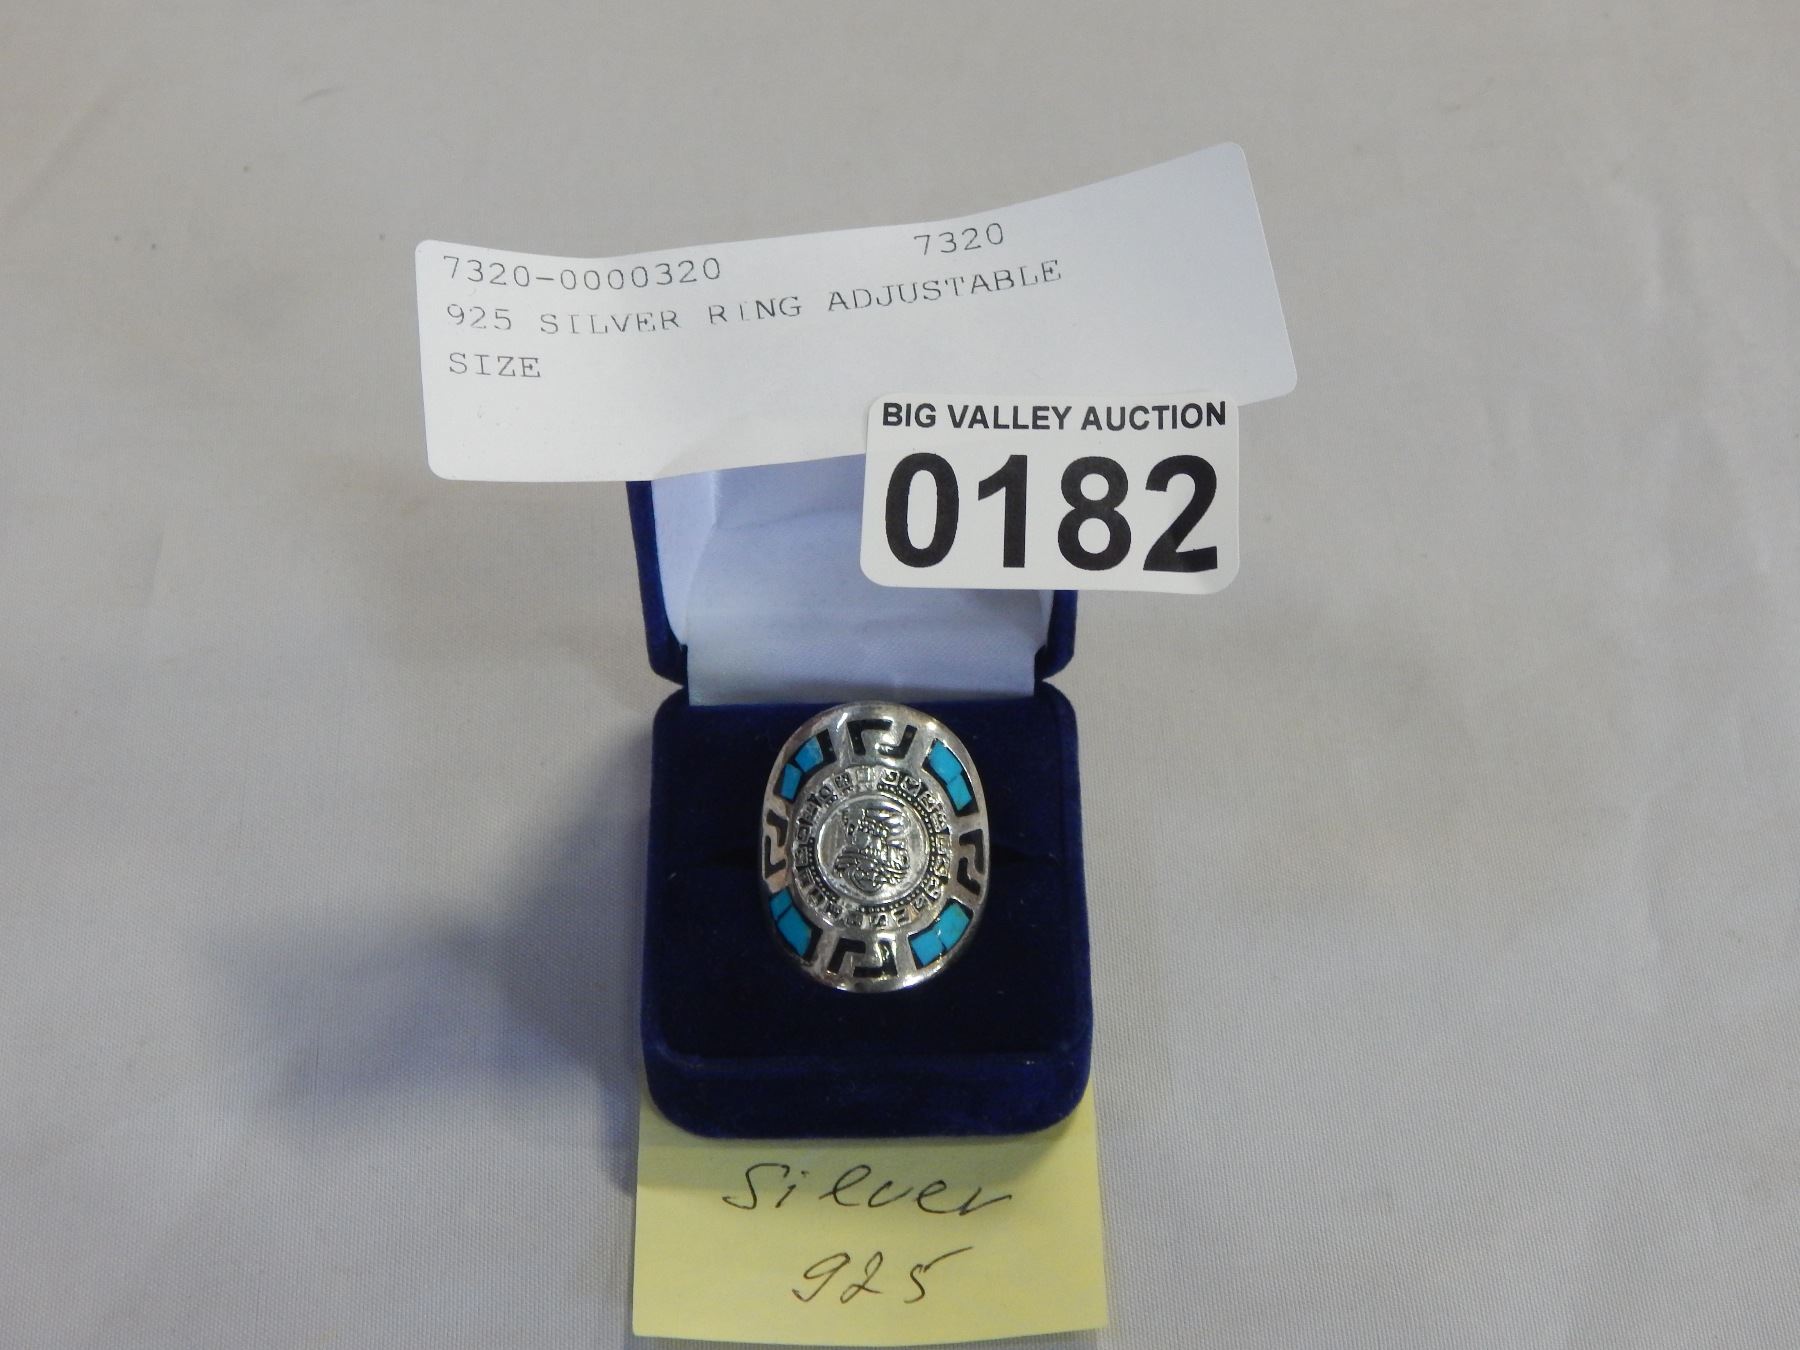 7320-0000320 7320
925 SILVER RING ADJUSTABLE
SIZE
BIG VALLEY AUCTION
0182
Silver
925